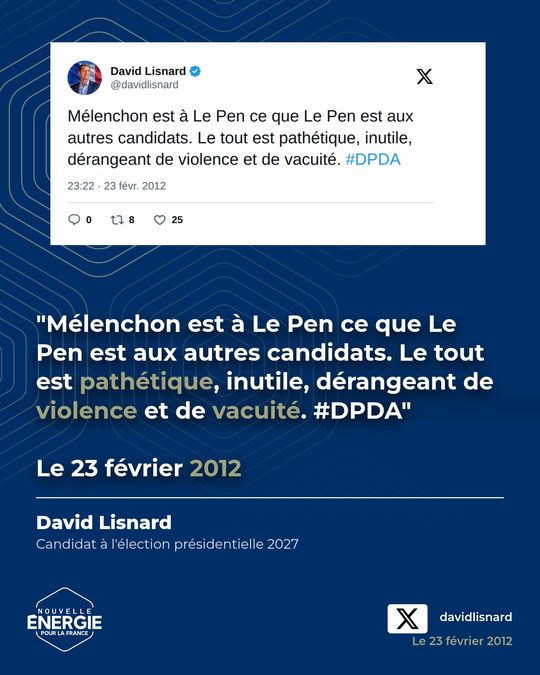 David Lisnard
@davidlisnard
X
Mélenchon est à Le Pen ce que Le Pen est aux
autres candidats. Le tout est pathétique, inutile,
dérangeant de violence et de vacuité. #DPDA
23:22 · 23 févr. 2012
0 8 25
"Mélenchon est à Le Pen ce que Le
Pen est aux autres candidats. Le tout
est pathétique, inutile, dérangeant de
violence et de vacuité. #DPDA"
Le 23 février 2012
David Lisnard
Candidat à l'élection présidentielle 2027
NOUVELLE
ÉNERGIE
POUR LA FRANCE
X davidlisnard
Le 23 février 2012